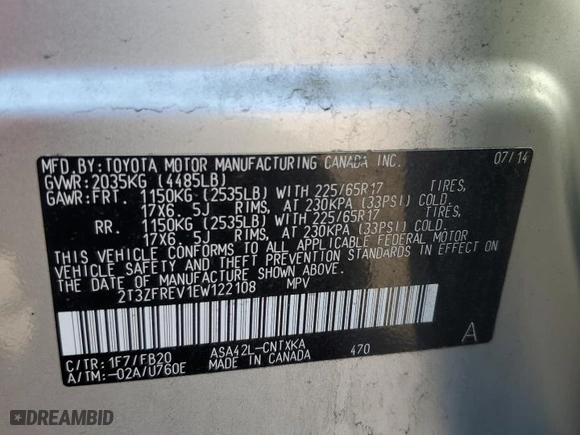 MFD.BY:TOYOTA MOTOR MANUFACTURING CANADA INC. 07/14
GVWR:2035KG (4485LB)
GAWR:FRT. 1150KG (2535LB) WITH 225/65R17 TIRES,
17X6.5J RIMS, AT 230KPA (33PSI) COLD.
RR. 1150KG (2535LB) WITH 225/65R17 TIRES,
17X6.5J RIMS, AT 230KPA (33PSI) COLD.
THIS VEHICLE CONFORMS TO ALL APPLICABLE FEDERAL MOTOR
VEHICLE SAFETY AND THEFT PREVENTION STANDARDS IN EFFECT ON
THE DATE OF MANUFACTURE SHOWN ABOVE.
2T3ZFREV1EW122108 MPV
C/TR: 1F7/FB20 ASA42L-CNTXKA 470 A
A/TM:-02A/U760E MADE IN CANADA
DREAMBID